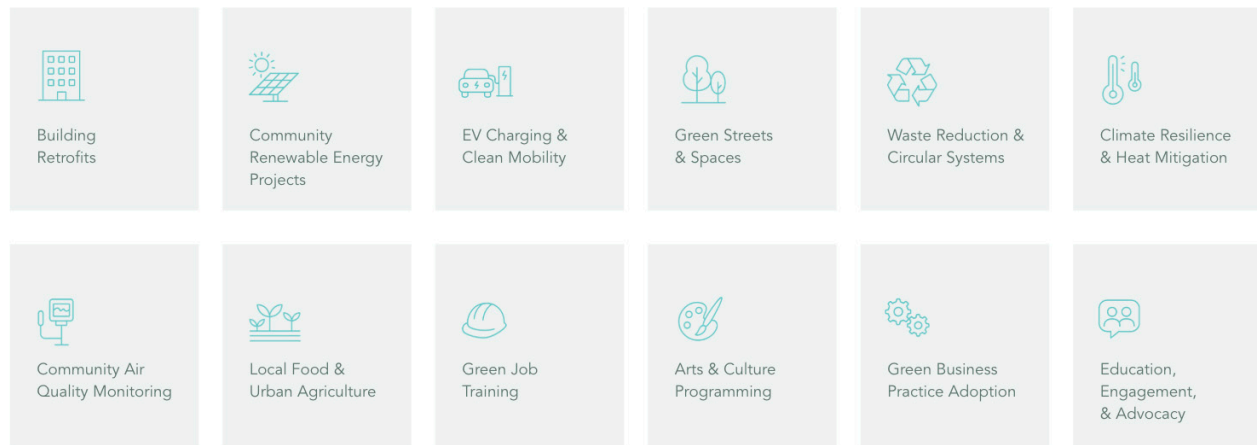 Building
Retrofits
Community
Renewable Energy
Projects
EV Charging &
Clean Mobility
Green Streets
& Spaces
Waste Reduction &
Circular Systems
Climate Resilience
& Heat Mitigation
Community Air
Quality Monitoring
Local Food &
Urban Agriculture
Green Job
Training
Arts & Culture
Programming
Green Business
Practice Adoption
Education,
Engagement,
& Advocacy